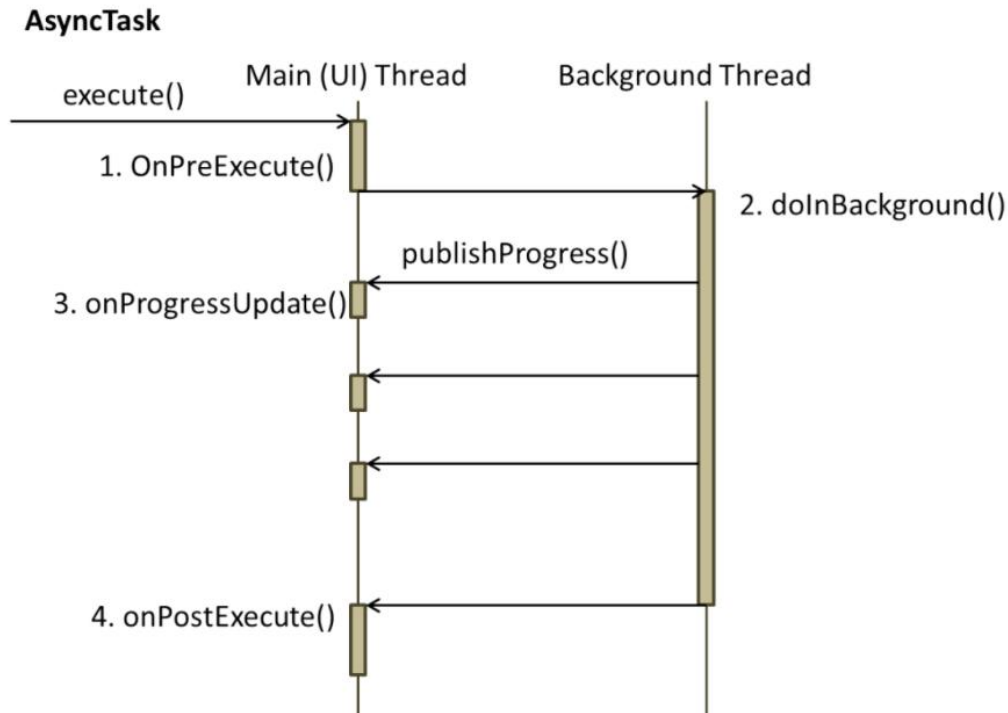 AsyncTask
Main (UI) Thread
Background Thread
execute()
1. OnPreExecute()
2. doInBackground()
publishProgress()
3. onProgressUpdate()
4. onPostExecute()